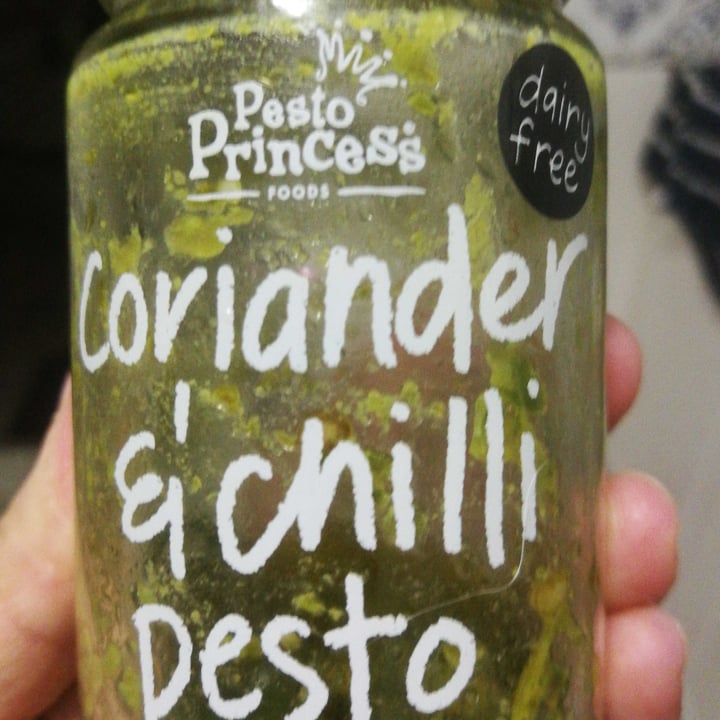 Pesto
Princess
FOODS
dairy
free
coriander
& chilli
pesto